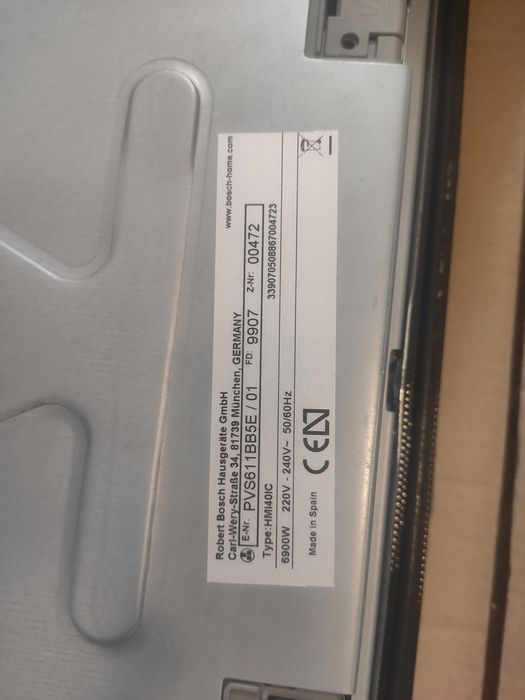 Robert Bosch Hausgeräte GmbH
Carl-Wery-Straße 34, 81739 München, GERMANY
www.bosch-home.com
E-Nr. PVS611BB5E / 01 FD: 9907 Z-Nr. 00472
Type:HMI40IC
339070508867004723
6900W 220V - 240V~ 50/60Hz
Made in Spain
CE